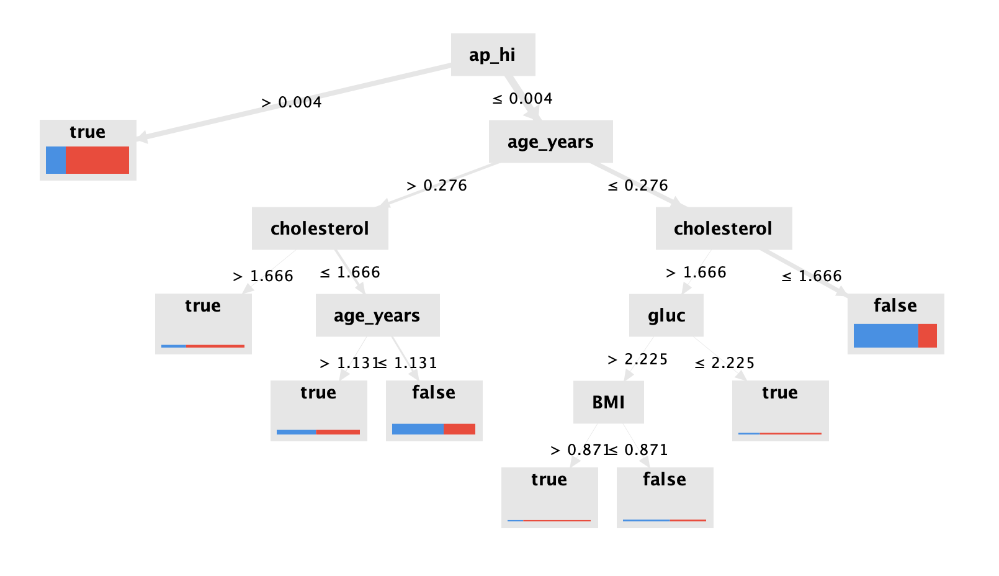 ap_hi
> 0.004
≤ 0.004
true
age_years
> 0.276
≤ 0.276
cholesterol
cholesterol
> 1.666
≤ 1.666
> 1.666
≤ 1.666
true
age_years
gluc
false
> 1.131
≤ 1.131
> 2.225
≤ 2.225
true
false
BMI
true
> 0.871
≤ 0.871
true
false